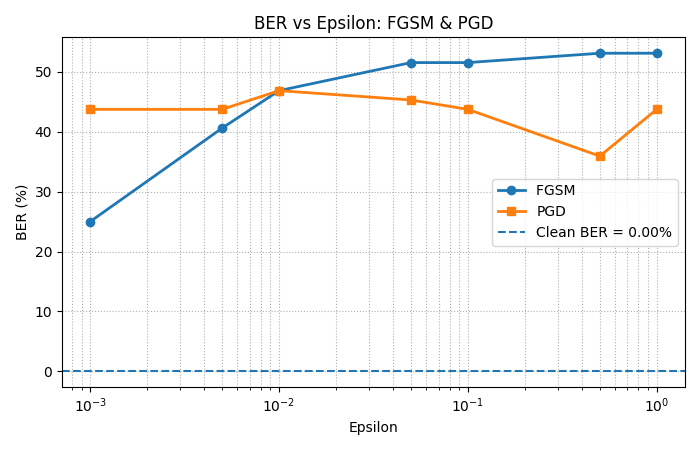 BER vs Epsilon: FGSM & PGD
BER (%)
50
40
30
20
10
0
FGSM
PGD
Clean BER = 0.00%
10⁻³
10⁻²
10⁻¹
10⁰
Epsilon